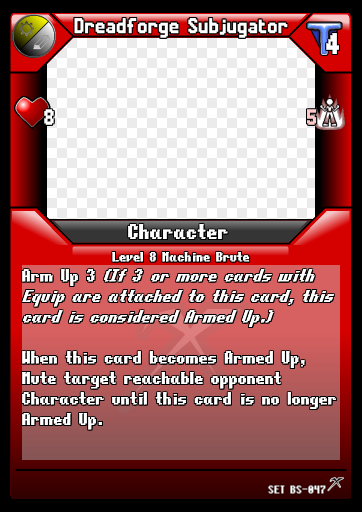 Dreadforge Subjugator
T4
8
5
Character
Level 8 Machine Brute
Arm Up 3 (If 3 or more cards with
Equip are attached to this card, this
card is considered Armed Up.)
When this card becomes Armed Up,
Mute target reachable opponent
Character until this card is no longer
Armed Up.
SET BS-047